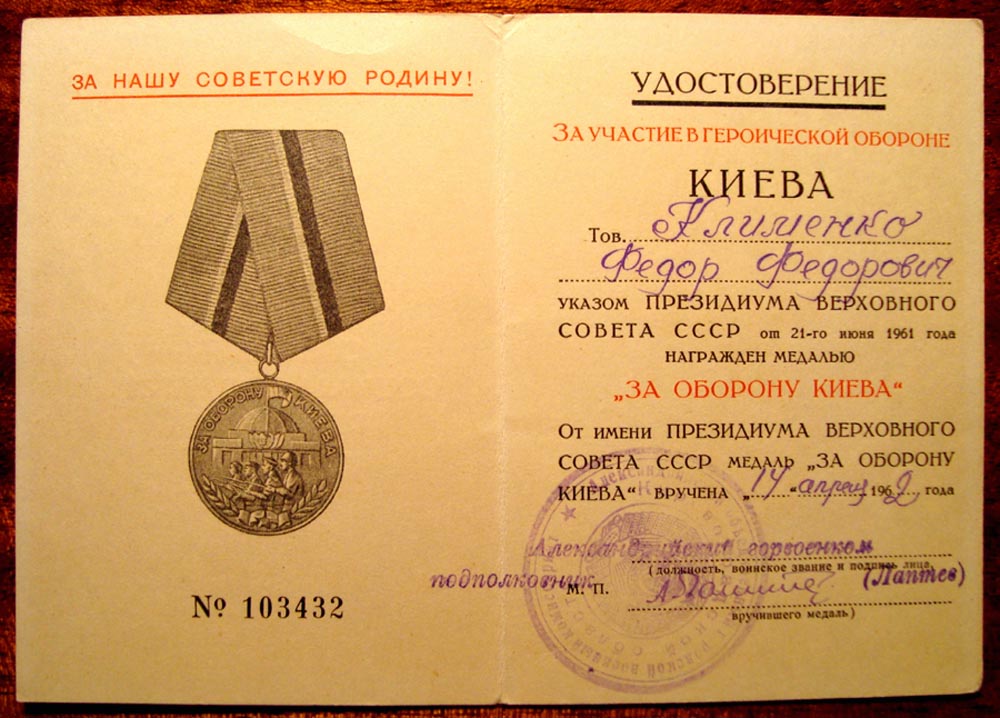 ЗА НАШУ СОВЕТСКУЮ РОДИНУ!
ЗА ОБОРОНУ КИЕВА
№ 103432
УДОСТОВЕРЕНИЕ
ЗА УЧАСТИЕ В ГЕРОИЧЕСКОЙ ОБОРОНЕ
КИЕВА
Тов. Клименко
Федор Федорович
УКАЗОМ ПРЕЗИДИУМА ВЕРХОВНОГО
СОВЕТА СССР от 21-го июня 1961 года
НАГРАЖДЕН МЕДАЛЬЮ
„ЗА ОБОРОНУ КИЕВА“
От имени ПРЕЗИДИУМА ВЕРХОВНОГО
СОВЕТА СССР МЕДАЛЬ „ЗА ОБОРОНУ
КИЕВА“ ВРУЧЕНА „14“ апреля 1962 года
Александрийский горвоенком
(должность, воинское звание и подпись лица,
подполковник (Лаптев)
М. П.
вручившего медаль)